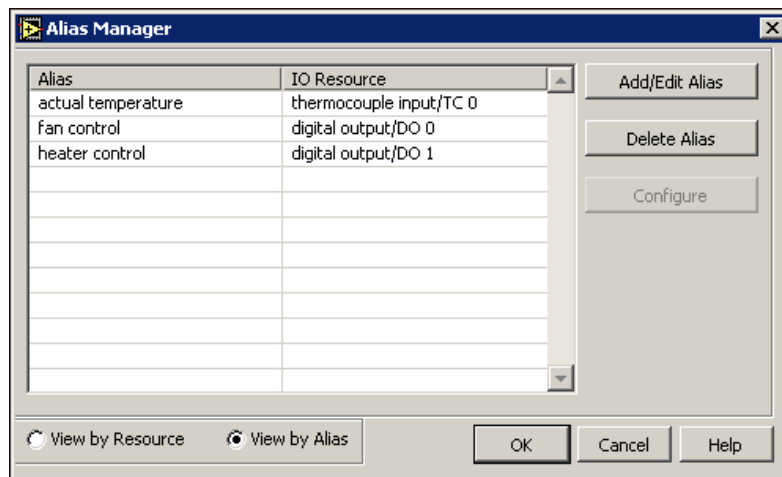 Alias Manager
Alias IO Resource
actual temperature thermocouple input/TC 0
fan control digital output/DO 0
heater control digital output/DO 1
Add/Edit Alias
Delete Alias
Configure
View by Resource View by Alias
OK Cancel Help